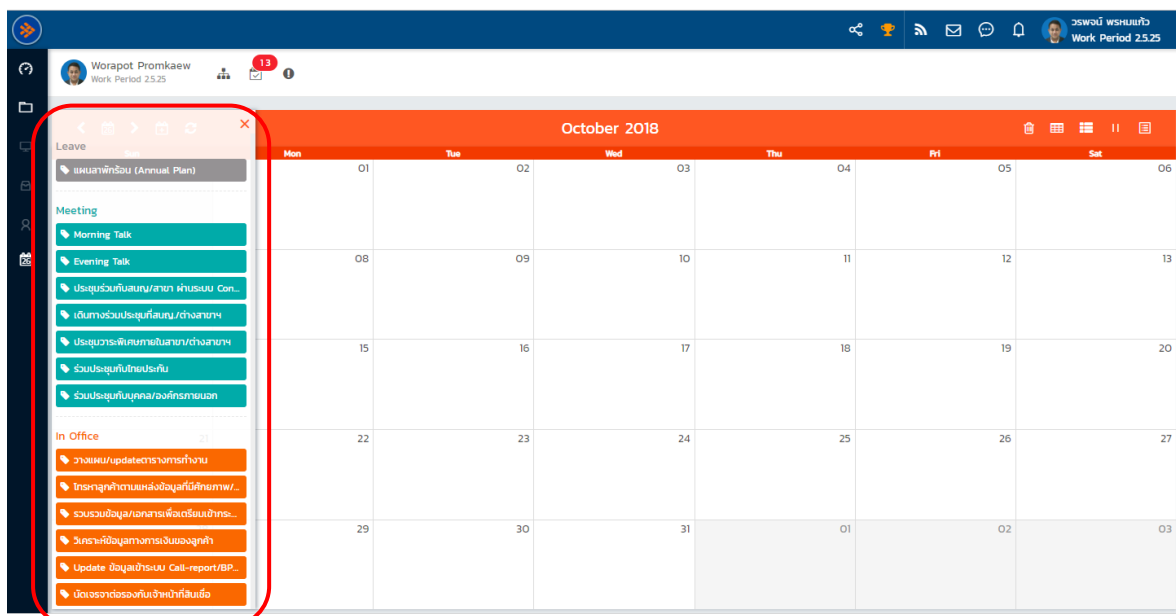 วรพจน์ พรหมแก้ว
Work Period 2.5.25
Worapot Promkaew
Work Period 2.5.25
13
October 2018
Leave
Mon Tue Wed Thu Fri Sat
แผนลาพักร้อน (Annual Plan)
01 02 03 04 05 06
Meeting
Morning Talk
Evening Talk
08 09 10 11 12 13
ประชุมร่วมกับสนญ/สาขา ผ่านระบบ Con...
เดินทางร่วมประชุมที่สนญ./ต่างสาขาฯ
ประชุมวาระพิเศษภายในสาขา/ต่างสาขาฯ
15 16 17 18 19 20
ร่วมประชุมกับไทยประกัน
ร่วมประชุมกับบุคคล/องค์กรภายนอก
In Office
21 22 23 24 25 26 27
วางแผน/updateตารางการทำงาน
โทรหาลูกค้าตามแหล่งข้อมูลที่มีศักยภาพ/...
รวบรวมข้อมูล/เอกสารเพื่อเตรียมเข้ากระ...
29 30 31 01 02 03
วิเคราะห์ข้อมูลทางการเงินของลูกค้า
Update ข้อมูลเข้าระบบ Call-report/BP...
นัดเจรจาต่อรองกับเจ้าหน้าที่สินเชื่อ